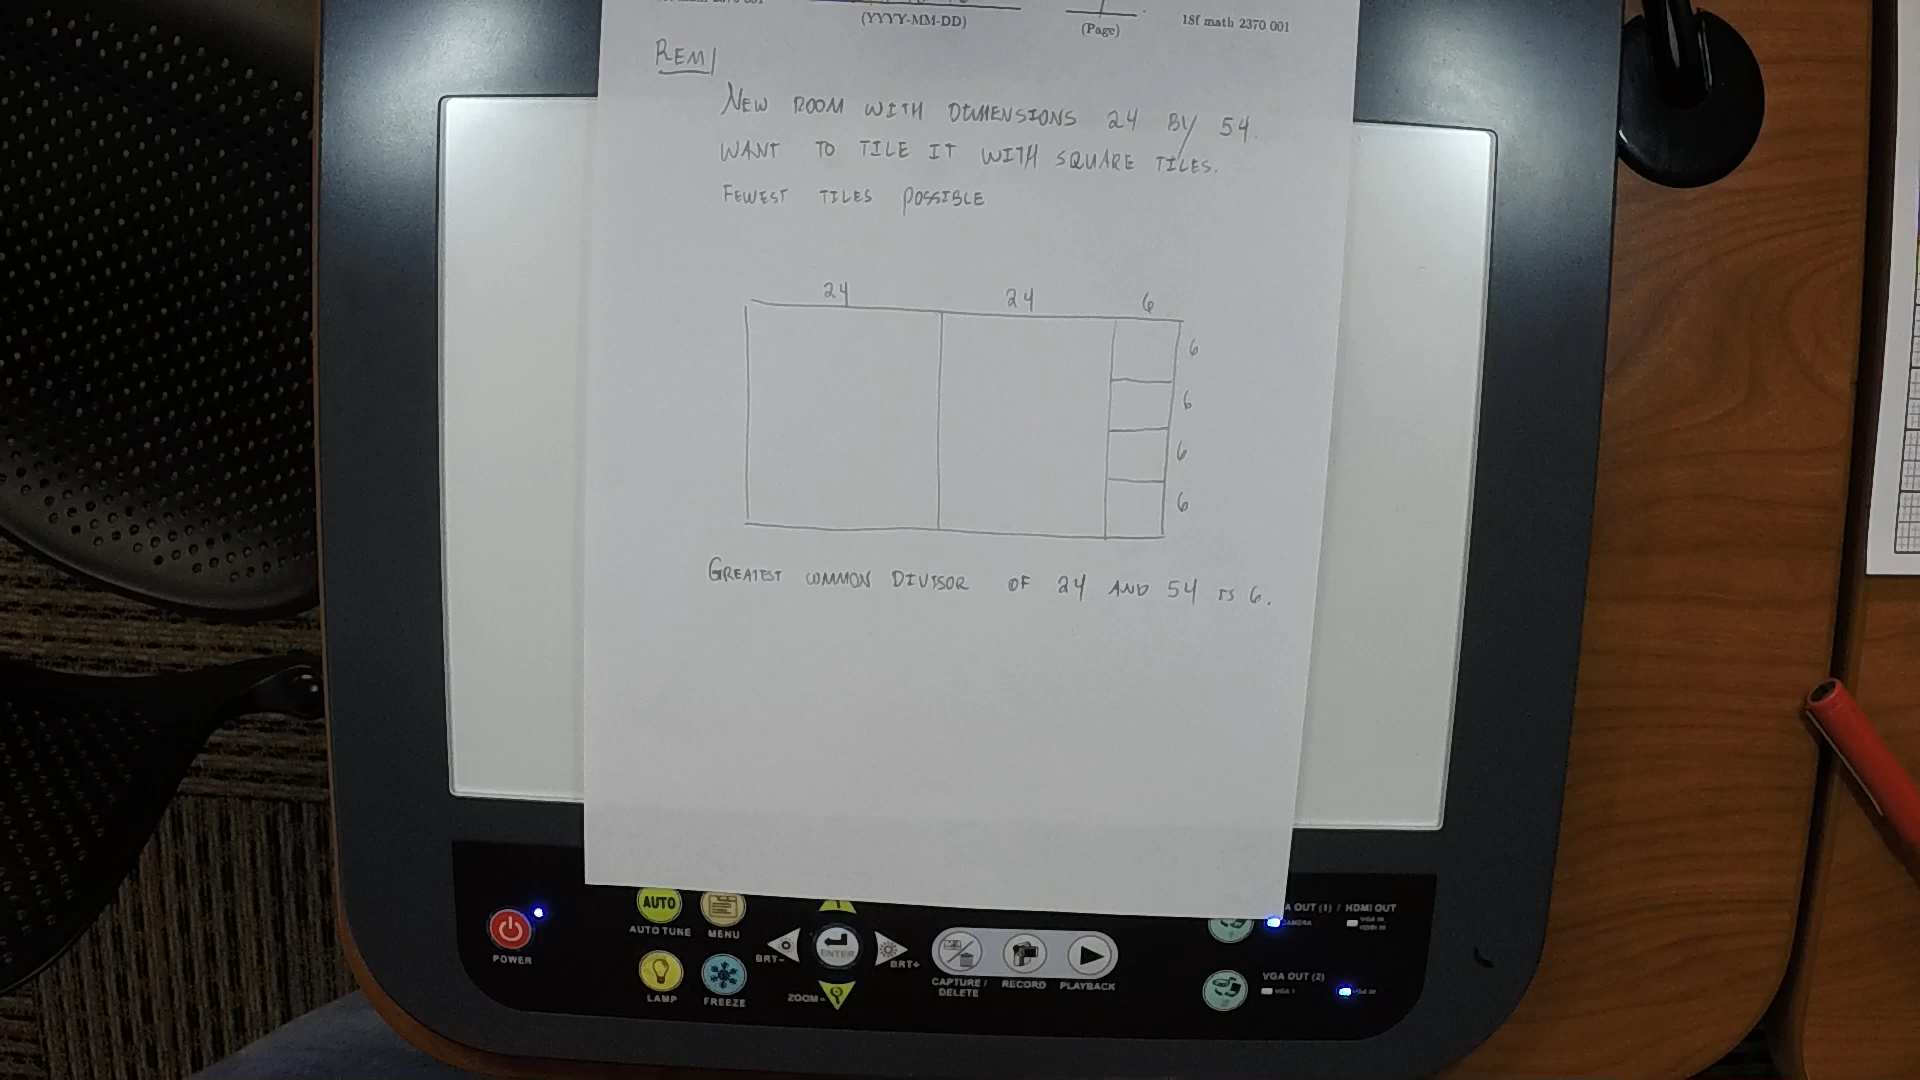 (YYYY-MM-DD)
(Page)
18f math 2370 001
REM
NEW ROOM WITH DIMENSIONS 24 BY 54.
WANT TO TILE IT WITH SQUARE TILES.
FEWEST TILES POSSIBLE
24 24 6
6
6
6
6
GREATEST COMMON DIVISOR OF 24 AND 54 IS 6.
POWER
AUTO
AUTO TUNE
MENU
LAMP
FREEZE
BRT-
ENTER
BRT+
ZOOM-
CAPTURE /
DELETE
RECORD
PLAYBACK
A OUT (1) / HDMI OUT
VGA OUT (2)